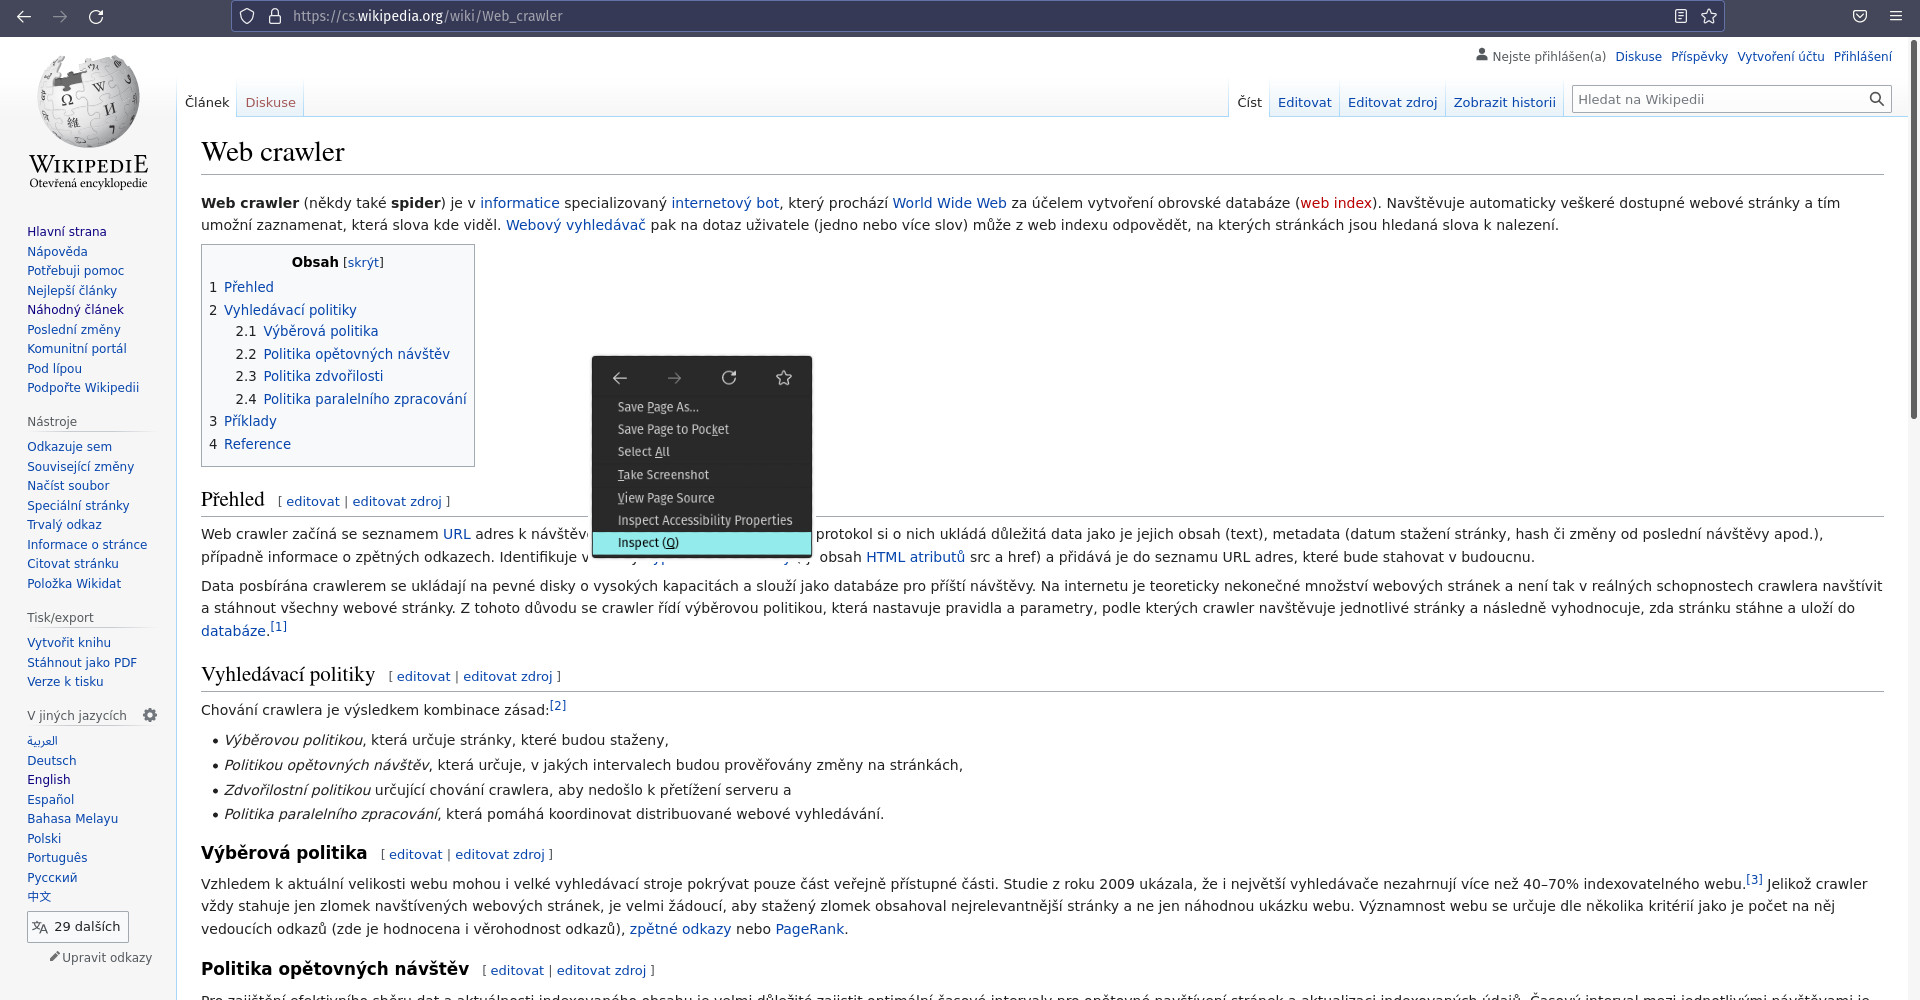 https://cs.wikipedia.org/wiki/Web_crawler
Nejste přihlášen(a) Diskuse Příspěvky Vytvoření účtu Přihlášení
Článek Diskuse Číst Editovat Editovat zdroj Zobrazit historii Hledat na Wikipedii
WIKIPEDIE
Otevřená encyklopedie
Hlavní strana
Nápověda
Potřebuji pomoc
Nejlepší články
Náhodný článek
Poslední změny
Komunitní portál
Pod lípou
Podpořte Wikipedii
Nástroje
Odkazuje sem
Související změny
Načíst soubor
Speciální stránky
Trvalý odkaz
Informace o stránce
Citovat stránku
Položka Wikidat
Tisk/export
Vytvořit knihu
Stáhnout jako PDF
Verze k tisku
V jiných jazycích
العربية
Deutsch
English
Español
Bahasa Melayu
Polski
Português
Русский
中文
29 dalších
Upravit odkazy
Web crawler
Web crawler (někdy také spider) je v informatice specializovaný internetový bot, který prochází World Wide Web za účelem vytvoření obrovské databáze (web index). Navštěvuje automaticky veškeré dostupné webové stránky a tím
umožní zaznamenat, která slova kde viděl. Webový vyhledávač pak na dotaz uživatele (jedno nebo více slov) může z web indexu odpovědět, na kterých stránkách jsou hledaná slova k nalezení.
Obsah [skrýt]
1 Přehled
2 Vyhledávací politiky
2.1 Výběrová politika
2.2 Politika opětovných návštěv
2.3 Politika zdvořilosti
2.4 Politika paralelního zpracování
3 Příklady
4 Reference
Save Page As...
Save Page to Pocket
Select All
Take Screenshot
View Page Source
Inspect Accessibility Properties
Inspect (Q)
Přehled [ editovat | editovat zdroj ]
Web crawler začíná se seznamem URL adres k návštěv protokol si o nich ukládá důležitá data jako je jejich obsah (text), metadata (datum stažení stránky, hash či změny od poslední návštěvy apod.),
případně informace o zpětných odkazech. Identifikuje v obsah HTML atributů src a href) a přidává je do seznamu URL adres, které bude stahovat v budoucnu.
Data posbírána crawlerem se ukládají na pevné disky o vysokých kapacitách a slouží jako databáze pro příští návštěvy. Na internetu je teoreticky nekonečné množství webových stránek a není tak v reálných schopnostech crawlera navštívit
a stáhnout všechny webové stránky. Z tohoto důvodu se crawler řídí výběrovou politikou, která nastavuje pravidla a parametry, podle kterých crawler navštěvuje jednotlivé stránky a následně vyhodnocuje, zda stránku stáhne a uloží do
databáze.[1]
Vyhledávací politiky [ editovat | editovat zdroj ]
Chování crawlera je výsledkem kombinace zásad:[2]
• Výběrovou politikou, která určuje stránky, které budou staženy,
• Politikou opětovných návštěv, která určuje, v jakých intervalech budou prověřovány změny na stránkách,
• Zdvořilostní politikou určující chování crawlera, aby nedošlo k přetížení serveru a
• Politika paralelního zpracování, která pomáhá koordinovat distribuované webové vyhledávání.
Výběrová politika [ editovat | editovat zdroj ]
Vzhledem k aktuální velikosti webu mohou i velké vyhledávací stroje pokrývat pouze část veřejně přístupné části. Studie z roku 2009 ukázala, že i největší vyhledávače nezahrnují více než 40–70% indexovatelného webu.[3] Jelikož crawler
vždy stahuje jen zlomek navštívených webových stránek, je velmi žádoucí, aby stažený zlomek obsahoval nejrelevantnější stránky a ne jen náhodnou ukázku webu. Významnost webu se určuje dle několika kritérií jako je počet na něj
vedoucích odkazů (zde je hodnocena i věrohodnost odkazů), zpětné odkazy nebo PageRank.
Politika opětovných návštěv [ editovat | editovat zdroj ]